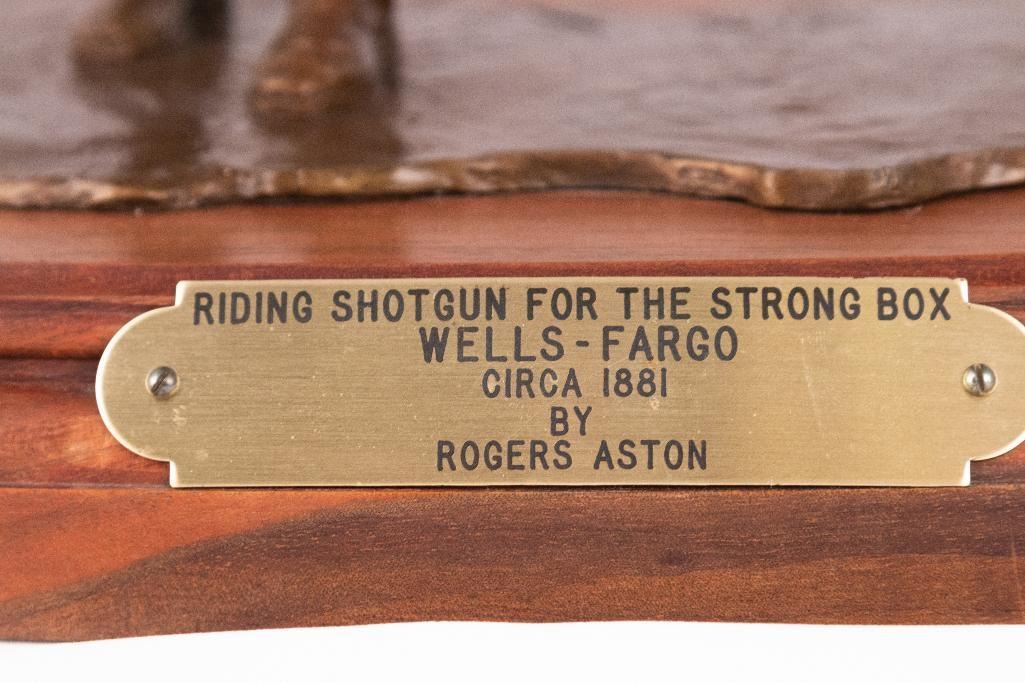 RIDING SHOTGUN FOR THE STRONG BOX
WELLS-FARGO
CIRCA 1881
BY
ROGERS ASTON